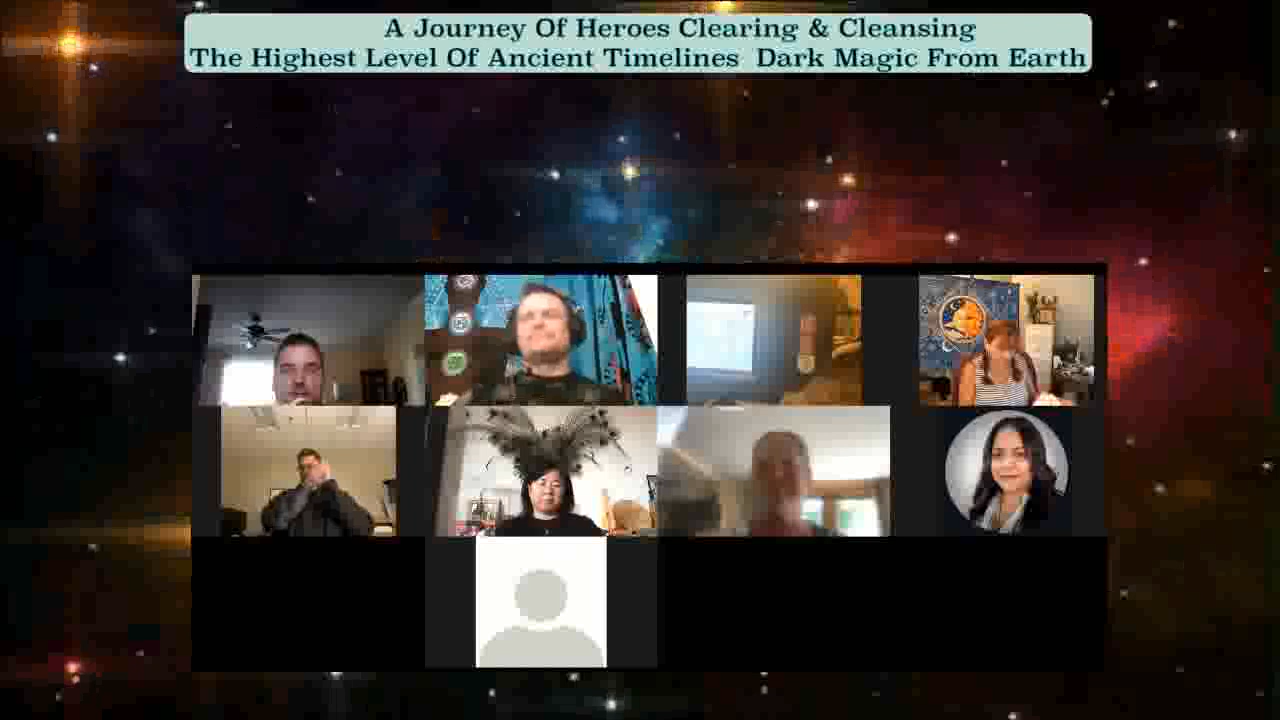 A Journey Of Heroes Clearing & Cleansing
The Highest Level Of Ancient Timelines Dark Magic From Earth